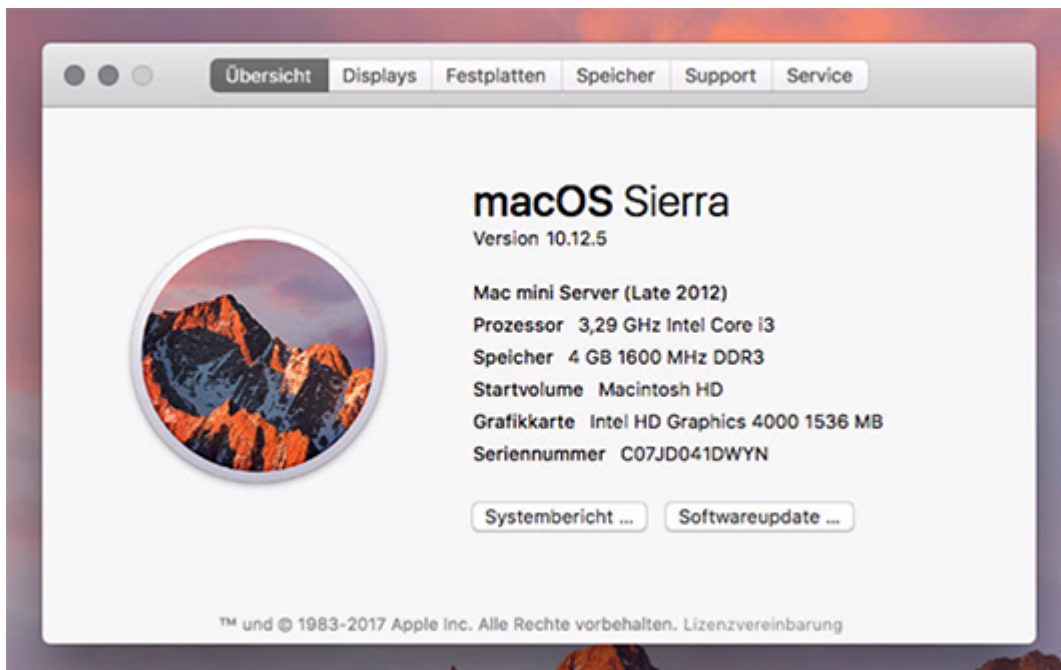 Übersicht Displays Festplatten Speicher Support Service
macOS Sierra
Version 10.12.5
Mac mini Server (Late 2012)
Prozessor 3,29 GHz Intel Core i3
Speicher 4 GB 1600 MHz DDR3
Startvolume Macintosh HD
Grafikkarte Intel HD Graphics 4000 1536 MB
Seriennummer C07JD041DWYN
Systembericht ... Softwareupdate ...
™ und © 1983-2017 Apple Inc. Alle Rechte vorbehalten. Lizenzvereinbarung